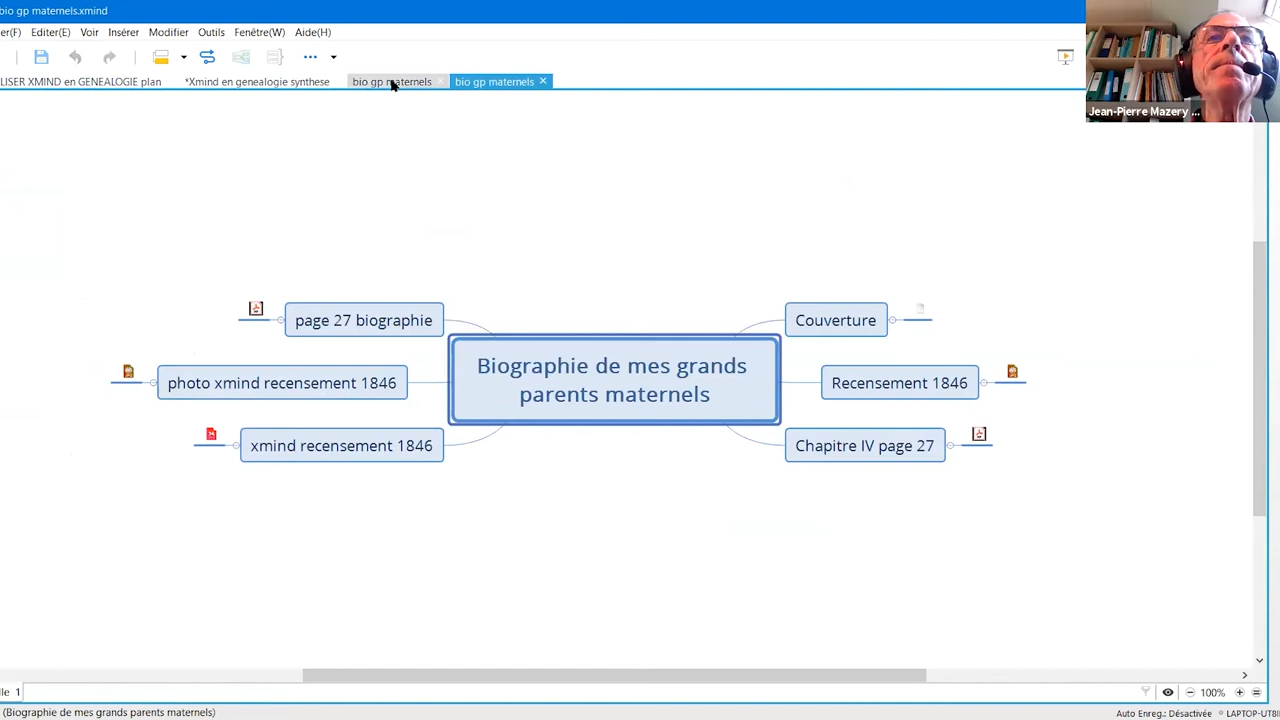 bio gp maternels.xmind
er(F) Editer(E) Voir Insérer Modifier Outils Fenêtre(W) Aide(H)
LISER XMIND en GENEALOGIE plan *Xmind en genealogie synthese bio gp maternels bio gp maternels
Jean-Pierre Mazery ...
page 27 biographie
photo xmind recensement 1846
xmind recensement 1846
Biographie de mes grands
parents maternels
Couverture
Recensement 1846
Chapitre IV page 27
lle 1
100%
(Biographie de mes grands parents maternels)
Auto Enreg.: Désactivée LAPTOP-UT8I